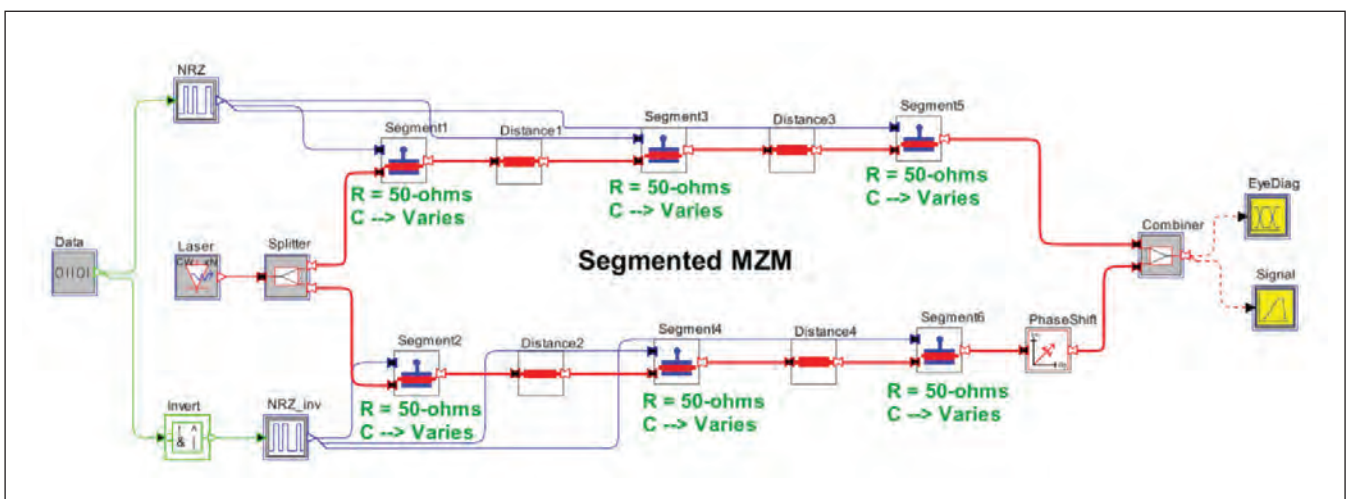 NRZ
Segment1
Distance1
Segment3
Distance3
Segment5
R = 50-ohms
C --> Varies
R = 50-ohms
C --> Varies
R = 50-ohms
C --> Varies
EyeDiag
Data
01101
Laser
Splitter
Segmented MZM
Combiner
Signal
Segment2
Distance2
Segment4
Distance4
Segment6
PhaseShift
R = 50-ohms
C --> Varies
R = 50-ohms
C --> Varies
R = 50-ohms
C --> Varies
Invert
&
NRZ_inv